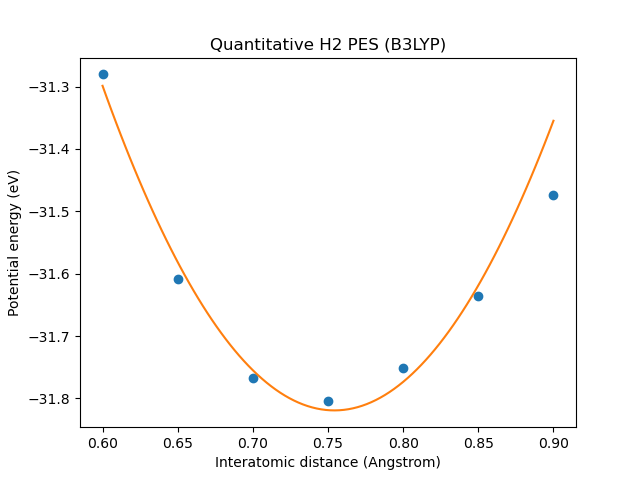 Quantitative H2 PES (B3LYP)
Potential energy (eV)
−31.3
−31.4
−31.5
−31.6
−31.7
−31.8
0.60 0.65 0.70 0.75 0.80 0.85 0.90
Interatomic distance (Angstrom)